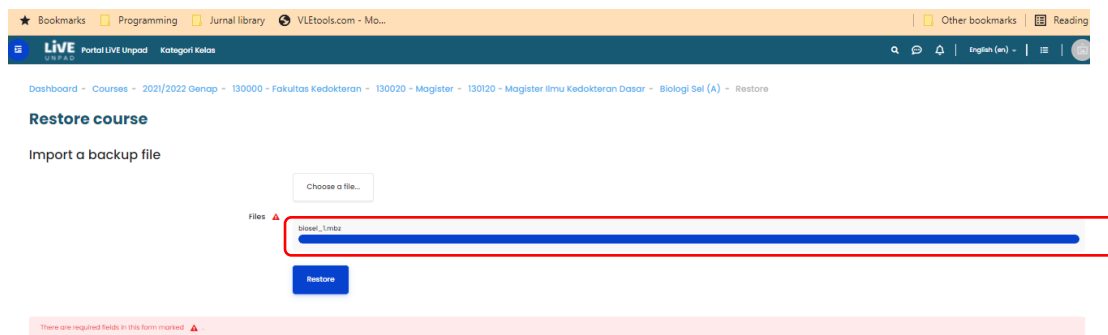 Bookmarks Programming Jurnal library VLEtools.com - Mo... Other bookmarks Reading
LiVE UNPAD Portal LiVE Unpad Kategori Kelas English (en)
Dashboard - Courses - 2021/2022 Genap - 130000 - Fakultas Kedokteran - 130020 - Magister - 130120 - Magister Ilmu Kedokteran Dasar - Biologi Sel (A) - Restore
Restore course
Import a backup file
Choose a file...
Files
biosel_1.mbz
Restore
There are required fields in this form marked .